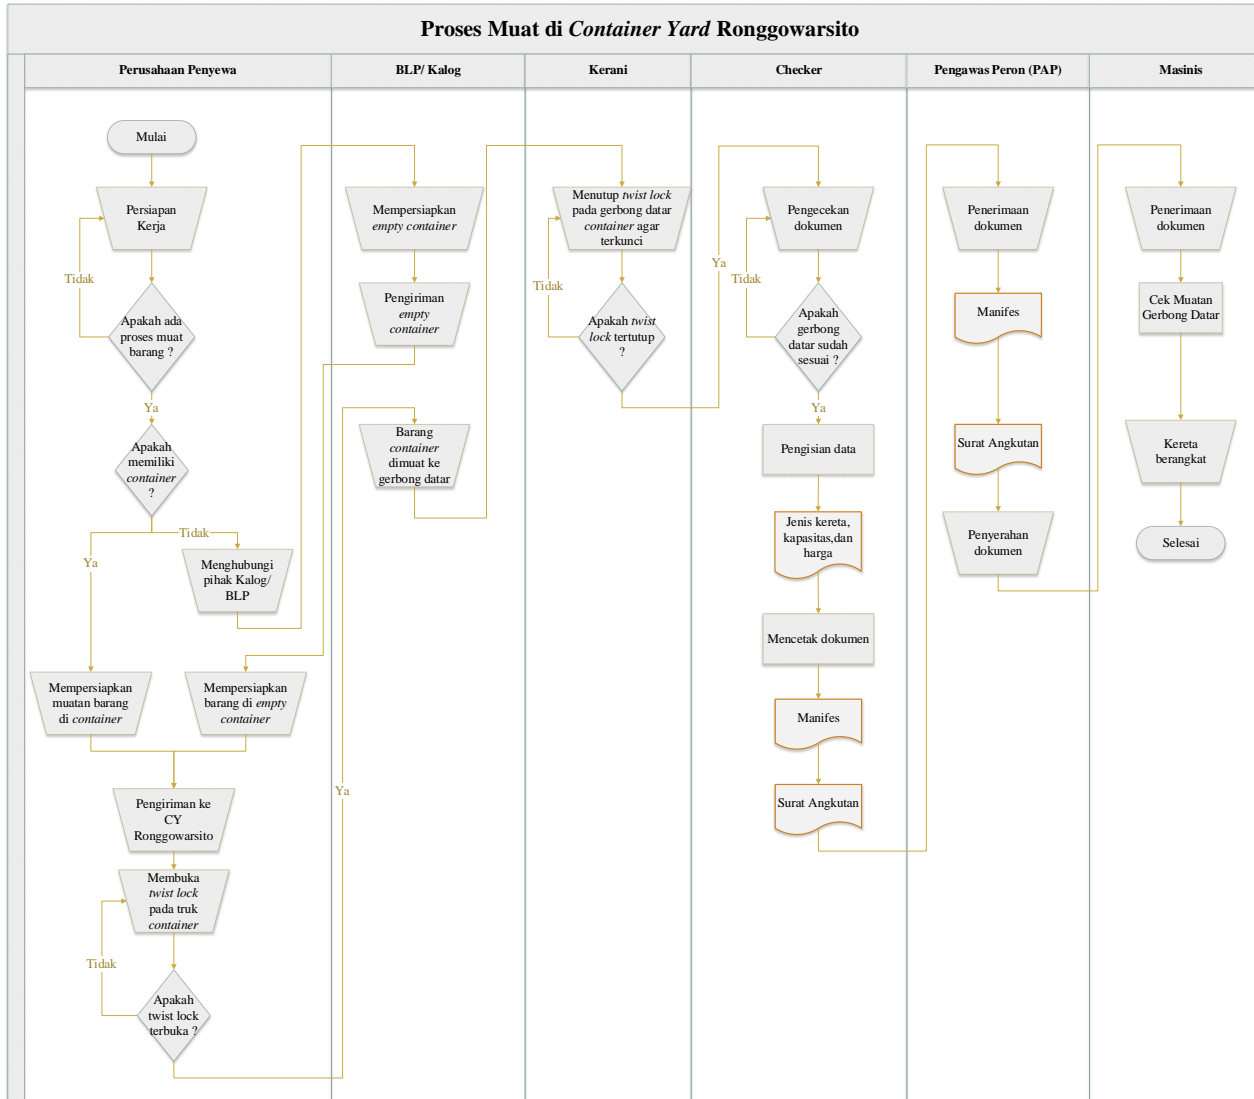 Proses Muat di Container Yard Ronggowarsito
Perusahaan Penyewa
BLP/ Kalog
Kerani
Checker
Pengawas Peron (PAP)
Masinis
Mulai
Persiapan
Kerja
Tidak
Apakah ada
proses muat
barang ?
Ya
Apakah
memiliki
container
?
Tidak
Ya
Menghubungi
pihak Kalog/
BLP
Mempersiapkan
muatan barang
di container
Mempersiapkan
barang di empty
container
Pengiriman ke
CY
Ronggowarsito
Membuka
twist lock
pada truk
container
Tidak
Apakah
twist lock
terbuka ?
Ya
Mempersiapkan
empty container
Pengiriman
empty
container
Barang
container
dimuat ke
gerbong datar
Menutup twist lock
pada gerbong datar
container agar
terkunci
Tidak
Apakah twist
lock tertutup
?
Ya
Pengecekan
dokumen
Tidak
Apakah
gerbong
datar sudah
sesuai ?
Ya
Pengisian data
Jenis kereta,
kapasitas,dan
harga
Mencetak dokumen
Manifes
Surat Angkutan
Penerimaan
dokumen
Manifes
Surat Angkutan
Penyerahan
dokumen
Penerimaan
dokumen
Cek Muatan
Gerbong Datar
Kereta
berangkat
Selesai